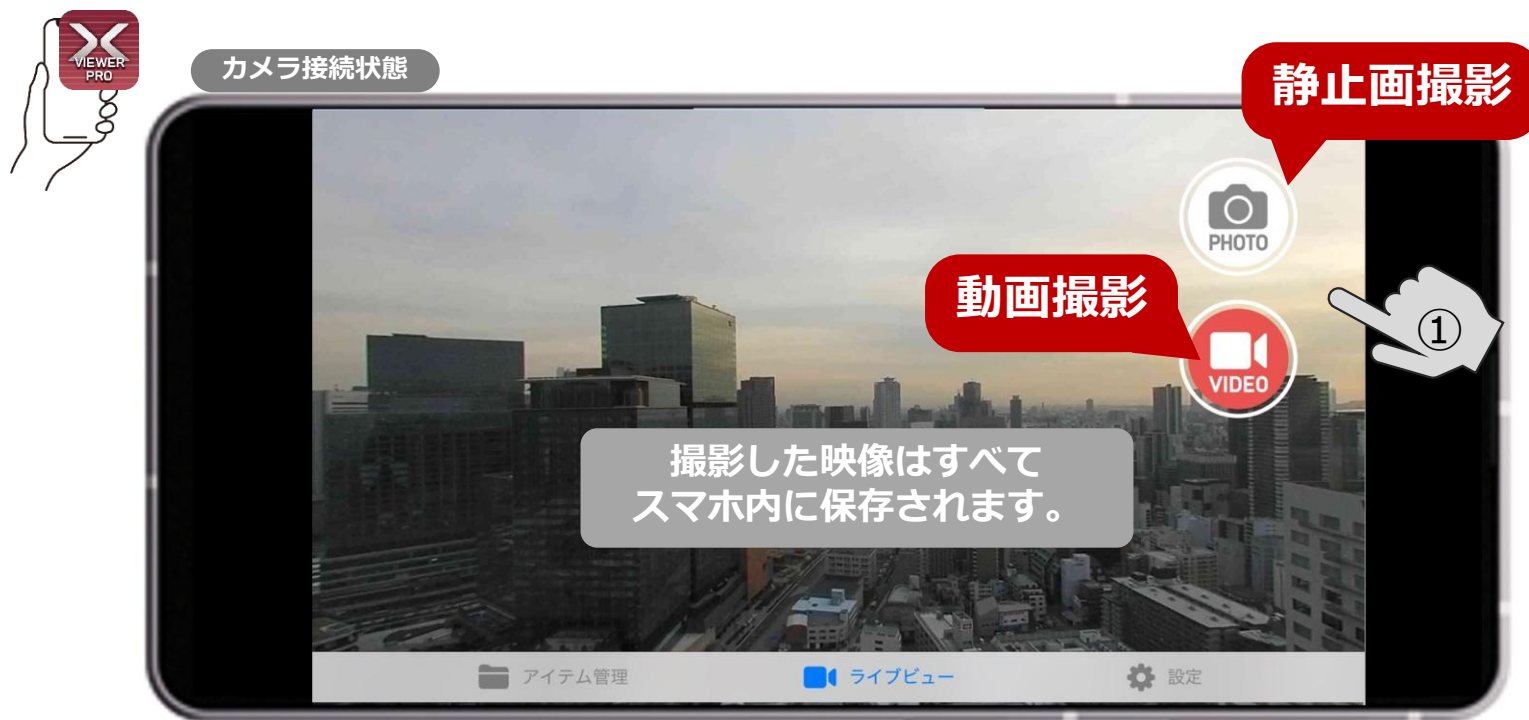 VIEWER
PRO
カメラ接続状態
静止画撮影
PHOTO
動画撮影
①
VIDEO
撮影した映像はすべて
スマホ内に保存されます。
アイテム管理
ライブビュー
設定